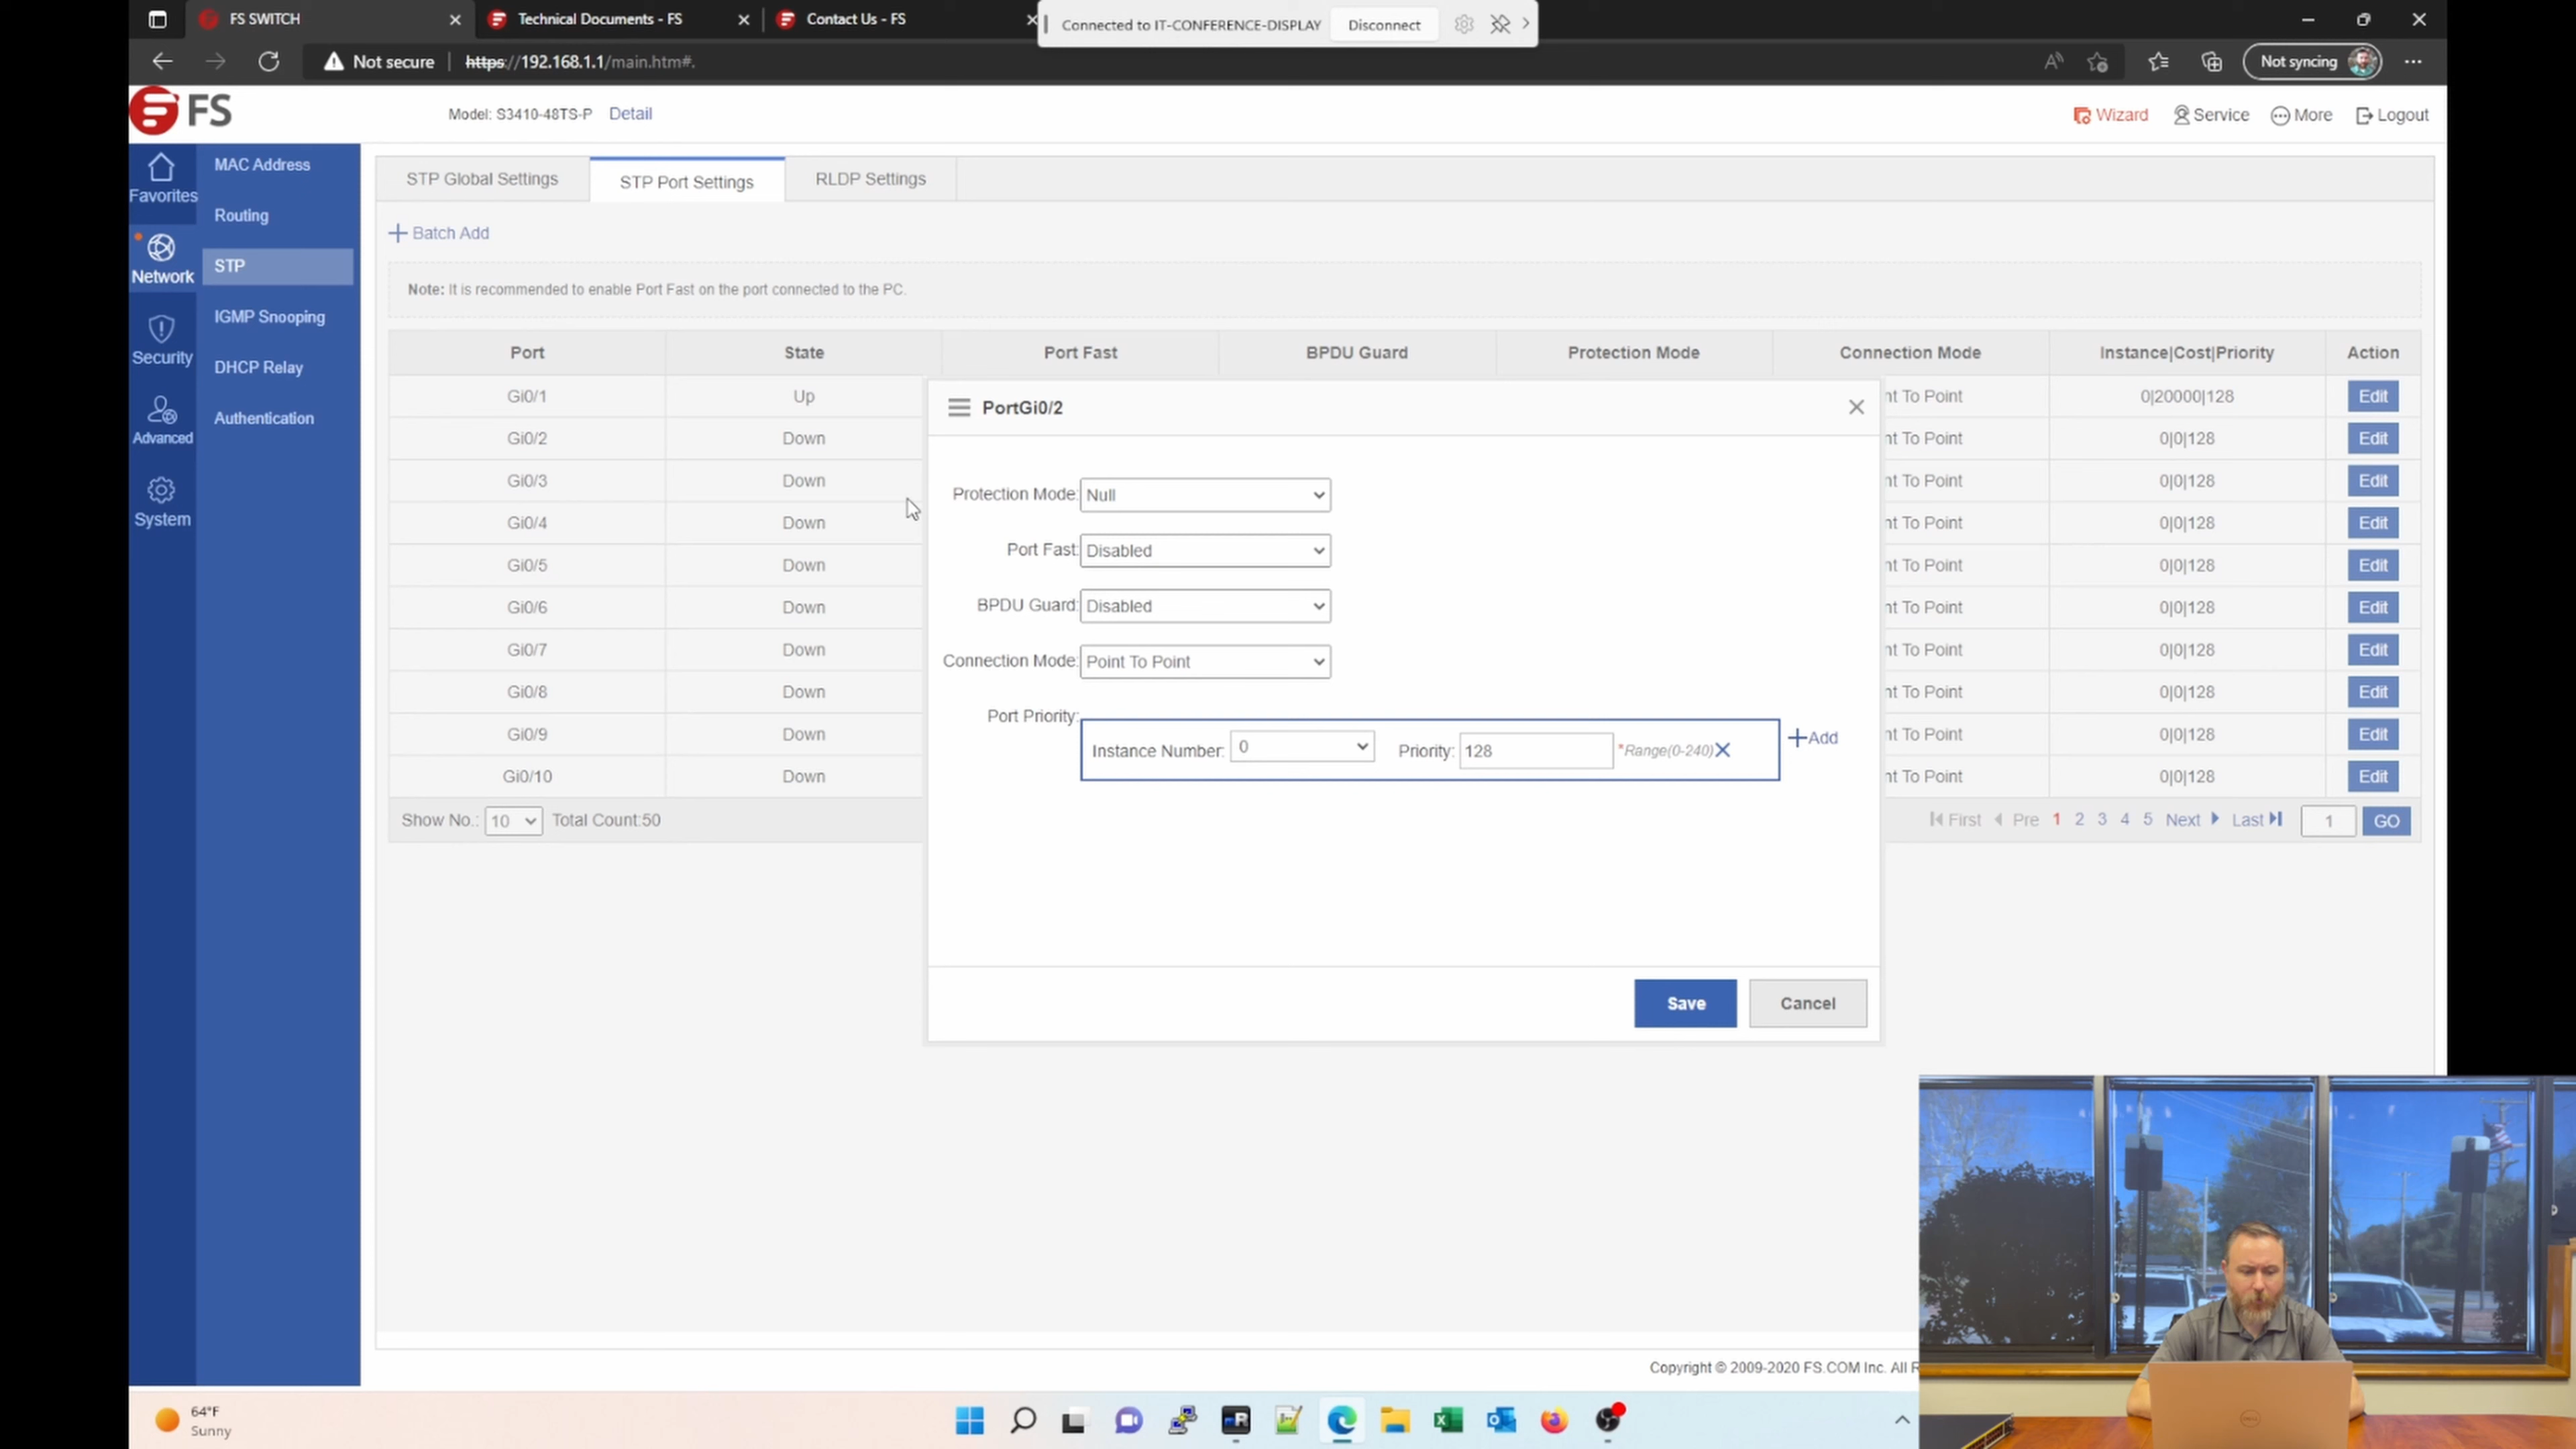 FS SWITCH
Technical Documents - FS
Contact Us - FS
Connected to IT-CONFERENCE-DISPLAY
Disconnect
Not secure
https://192.168.1.1/main.htm#.
Not syncing
FS
Model: S3410-48TS-P
Detail
Wizard
Service
More
Logout
Favorites
Network
Security
Advanced
System
MAC Address
Routing
STP
IGMP Snooping
DHCP Relay
Authentication
STP Global Settings
STP Port Settings
RLDP Settings
Batch Add
Note: It is recommended to enable Port Fast on the port connected to the PC.
Port State Port Fast BPDU Guard Protection Mode Connection Mode Instance|Cost|Priority Action
Gi0/1 Up nt To Point 0|20000|128 Edit
Gi0/2 Down nt To Point 0|0|128 Edit
Gi0/3 Down nt To Point 0|0|128 Edit
Gi0/4 Down nt To Point 0|0|128 Edit
Gi0/5 Down nt To Point 0|0|128 Edit
Gi0/6 Down nt To Point 0|0|128 Edit
Gi0/7 Down nt To Point 0|0|128 Edit
Gi0/8 Down nt To Point 0|0|128 Edit
Gi0/9 Down nt To Point 0|0|128 Edit
Gi0/10 Down nt To Point 0|0|128 Edit
Show No.: 10 Total Count:50
First Pre 1 2 3 4 5 Next Last 1 GO
PortGi0/2
Protection Mode: Null
Port Fast: Disabled
BPDU Guard: Disabled
Connection Mode: Point To Point
Port Priority:
Instance Number: 0 Priority: 128 *Range(0-240)
Add
Save
Cancel
Copyright © 2009-2020 FS.COM Inc. All R
64°F
Sunny